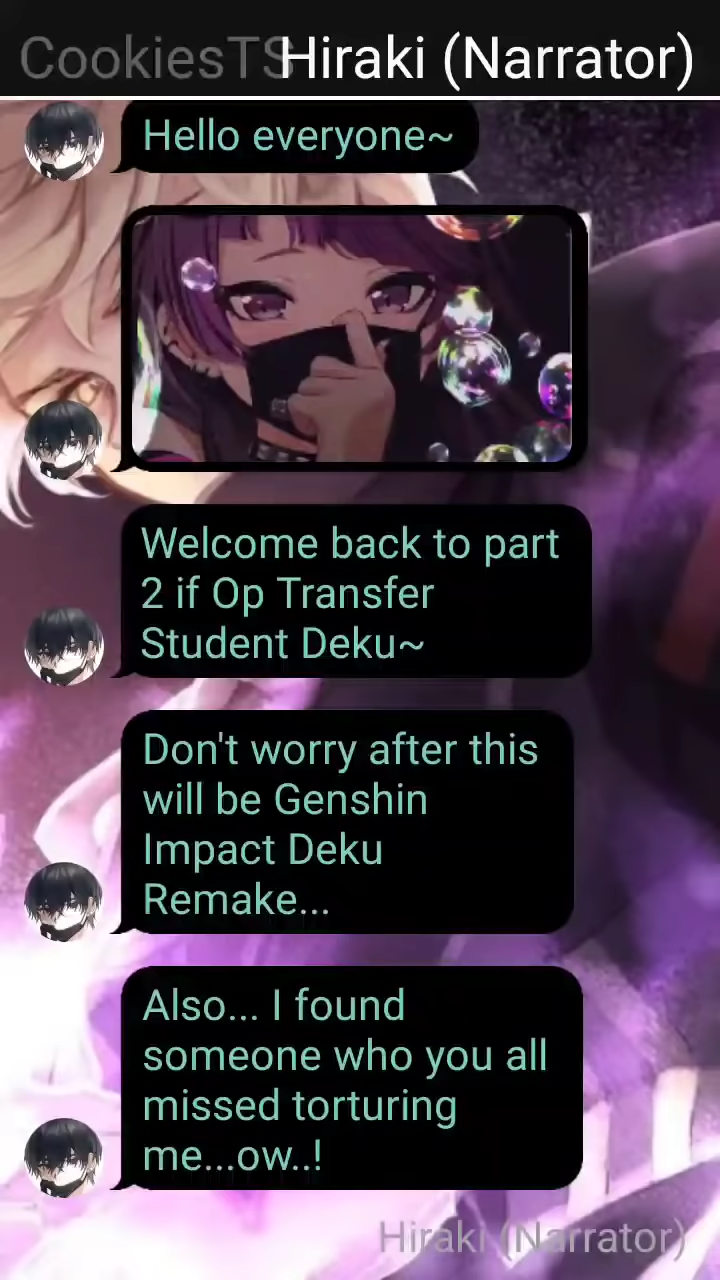 CookiesTS
Hiraki (Narrator)
Hello everyone~
Welcome back to part
2 if Op Transfer
Student Deku~
Don't worry after this
will be Genshin
Impact Deku
Remake...
Also... I found
someone who you all
missed torturing
me...ow..!
Hiraki (Narrator)